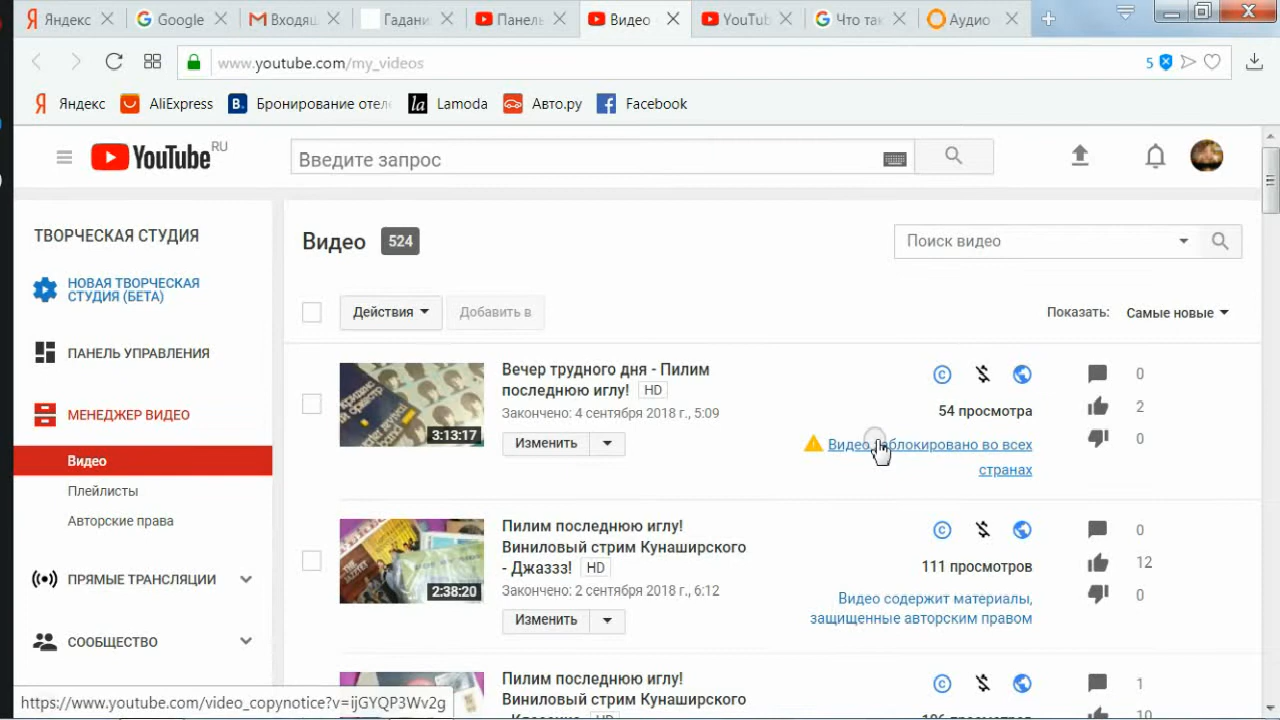 Яндекс
Google
Входящ
Гадани
Панель
Видео
YouTub
Что так
Аудио
www.youtube.com/my_videos
5
Яндекс
AliExpress
B.
Бронирование отел
la
Lamoda
Авто.ру
Facebook
YouTube RU
Введите запрос
ТВОРЧЕСКАЯ СТУДИЯ
Видео 524
Поиск видео
НОВАЯ ТВОРЧЕСКАЯ
СТУДИЯ (БЕТА)
Действия
Добавить в
Показать: Самые новые
ПАНЕЛЬ УПРАВЛЕНИЯ
МЕНЕДЖЕР ВИДЕО
Видео
Плейлисты
Авторские права
ПРЯМЫЕ ТРАНСЛЯЦИИ
СООБЩЕСТВО
3:13:17
Вечер трудного дня - Пилим
последнюю иглу! HD
Закончено: 4 сентября 2018 г., 5:09
Изменить
54 просмотра
Видео заблокировано во всех
странах
0
2
0
2:38:20
Пилим последнюю иглу!
Виниловый стрим Кунаширского
- Джаззз! HD
Закончено: 2 сентября 2018 г., 6:12
Изменить
111 просмотров
Видео содержит материалы,
защищенные авторским правом
0
12
0
Пилим последнюю иглу!
Виниловый стрим Кунаширского
1
10
https://www.youtube.com/video_copynotice?v=ijGYQP3Wv2g